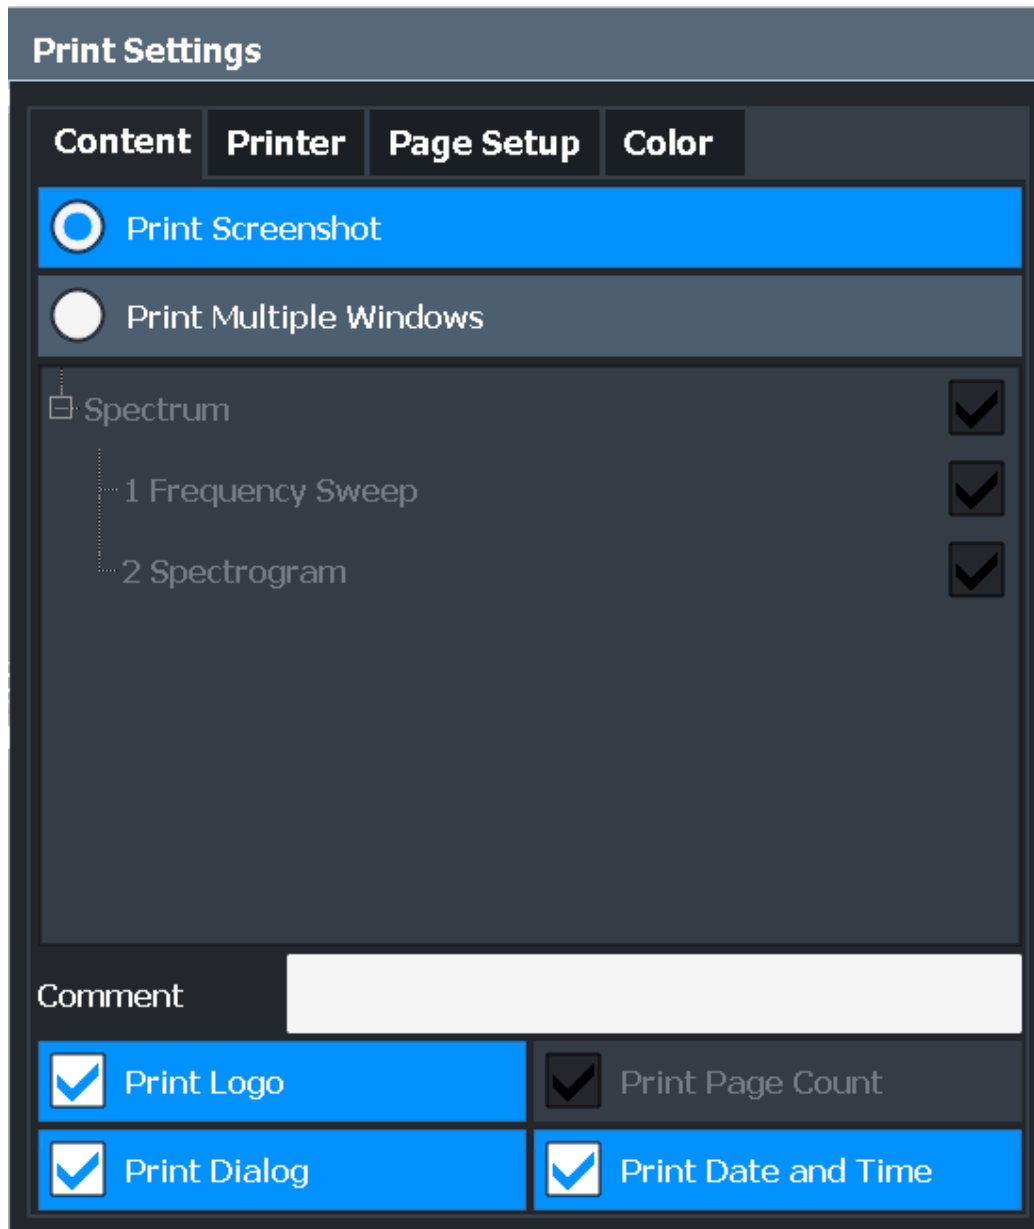 Print Settings
Content Printer Page Setup Color
Print Screenshot
Print Multiple Windows
Spectrum
1 Frequency Sweep
2 Spectrogram
Comment
Print Logo Print Page Count
Print Dialog Print Date and Time